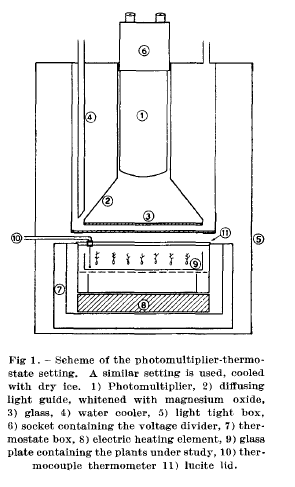 6
1
4
2
3
11
10
5
9
7
8
Fig 1. – Scheme of the photomultiplier-thermo-
state setting. A similar setting is used, cooled
with dry ice. 1) Photomultiplier, 2) diffusing
light guide, whitened with magnesium oxide,
3) glass, 4) water cooler, 5) light tight box,
6) socket containing the voltage divider, 7) ther-
mostate box, 8) electric heating element, 9) glass
plate containing the plants under study, 10) ther-
mocouple thermometer 11) lucite lid.